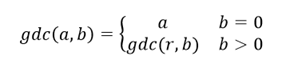 gdc(a, b) = { a b = 0
gdc(r, b) b > 0